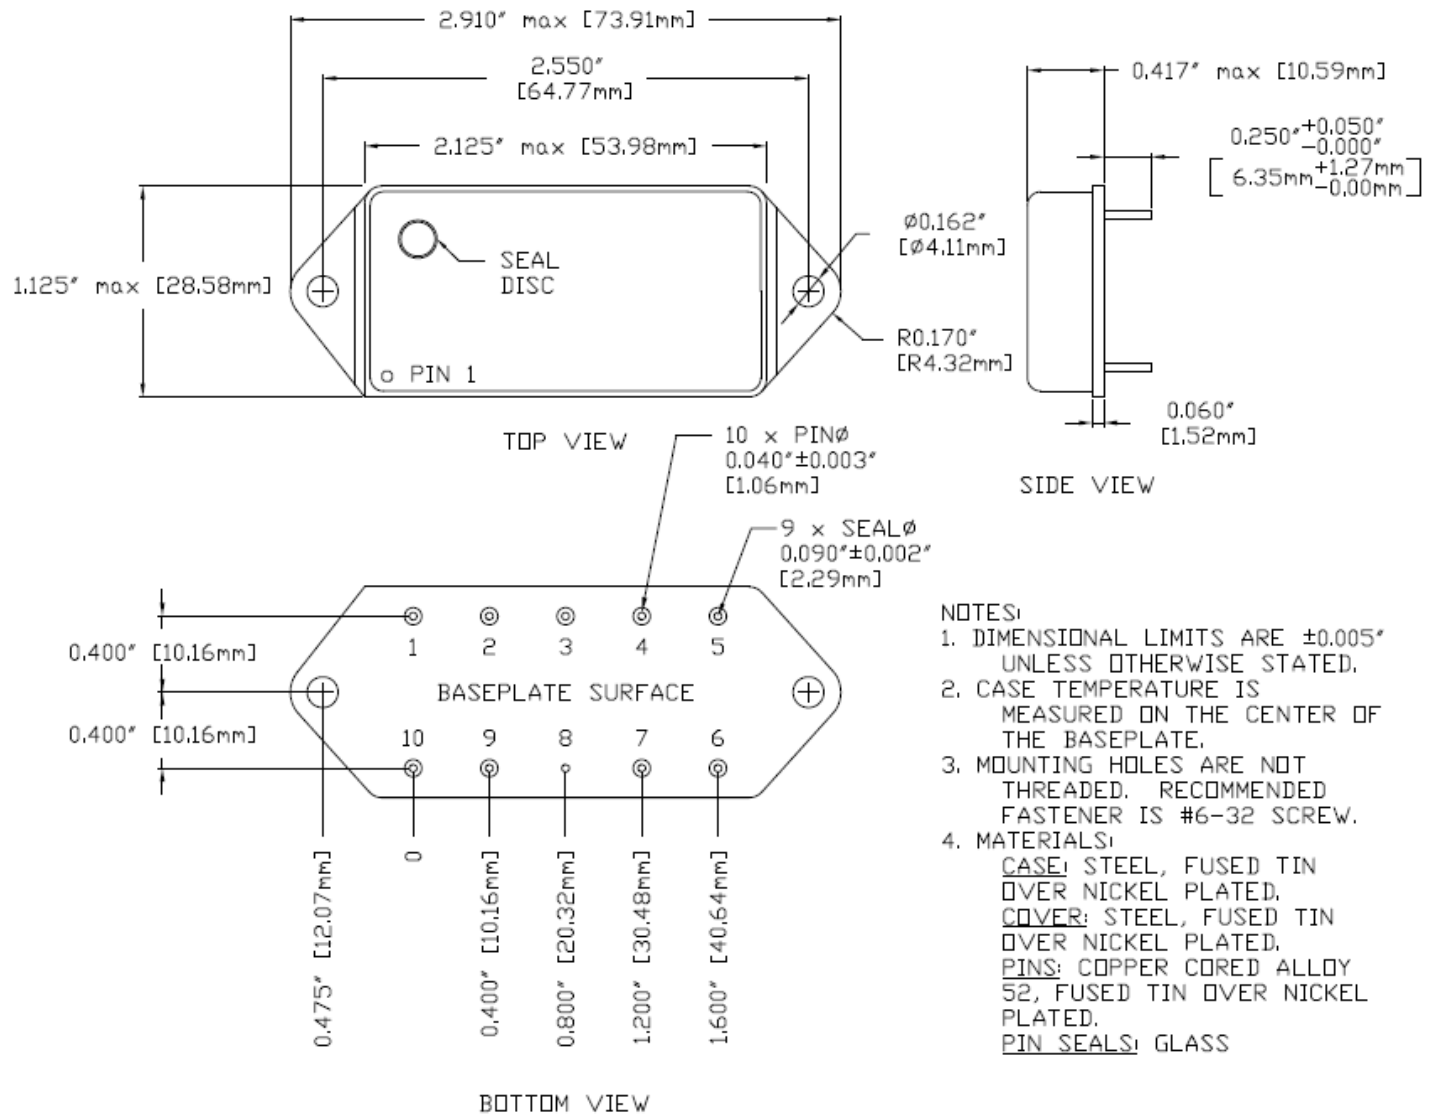 2.910" max [73.91mm]
2.550"
[64.77mm]
2.125" max [53.98mm]
1.125" max [28.58mm]
SEAL
DISC
PIN 1
Ø0.162"
[Ø4.11mm]
R0.170"
[R4.32mm]
TOP VIEW
0.417" max [10.59mm]
0.250" +0.050"
-0.000"
[6.35mm +1.27mm
-0.00mm]
0.060"
[1.52mm]
SIDE VIEW
10 x PINØ
0.040"±0.003"
[1.06mm]
9 x SEALØ
0.090"±0.002"
[2.29mm]
0.400" [10.16mm]
0.400" [10.16mm]
1 2 3 4 5
BASEPLATE SURFACE
10 9 8 7 6
0.475" [12.07mm]
0
0.400" [10.16mm]
0.800" [20.32mm]
1.200" [30.48mm]
1.600" [40.64mm]
BOTTOM VIEW
NOTES:
1. DIMENSIONAL LIMITS ARE ±0.005"
UNLESS OTHERWISE STATED.
2. CASE TEMPERATURE IS
MEASURED ON THE CENTER OF
THE BASEPLATE.
3. MOUNTING HOLES ARE NOT
THREADED. RECOMMENDED
FASTENER IS #6-32 SCREW.
4. MATERIALS:
CASE: STEEL, FUSED TIN
OVER NICKEL PLATED.
COVER: STEEL, FUSED TIN
OVER NICKEL PLATED.
PINS: COPPER CORED ALLOY
52, FUSED TIN OVER NICKEL
PLATED.
PIN SEALS: GLASS